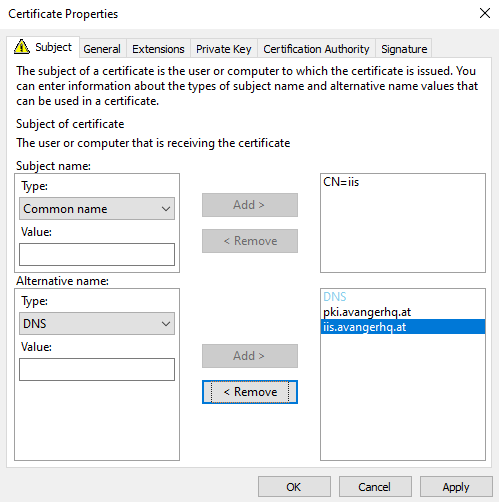 Certificate Properties
Subject General Extensions Private Key Certification Authority Signature
The subject of a certificate is the user or computer to which the certificate is issued. You
can enter information about the types of subject name and alternative name values that
can be used in a certificate.
Subject of certificate
The user or computer that is receiving the certificate
Subject name:
Type:
Common name
Value:
Add >
< Remove
CN=iis
Alternative name:
Type:
DNS
Value:
Add >
< Remove
DNS
pki.avangerhq.at
iis.avangerhq.at
OK Cancel Apply